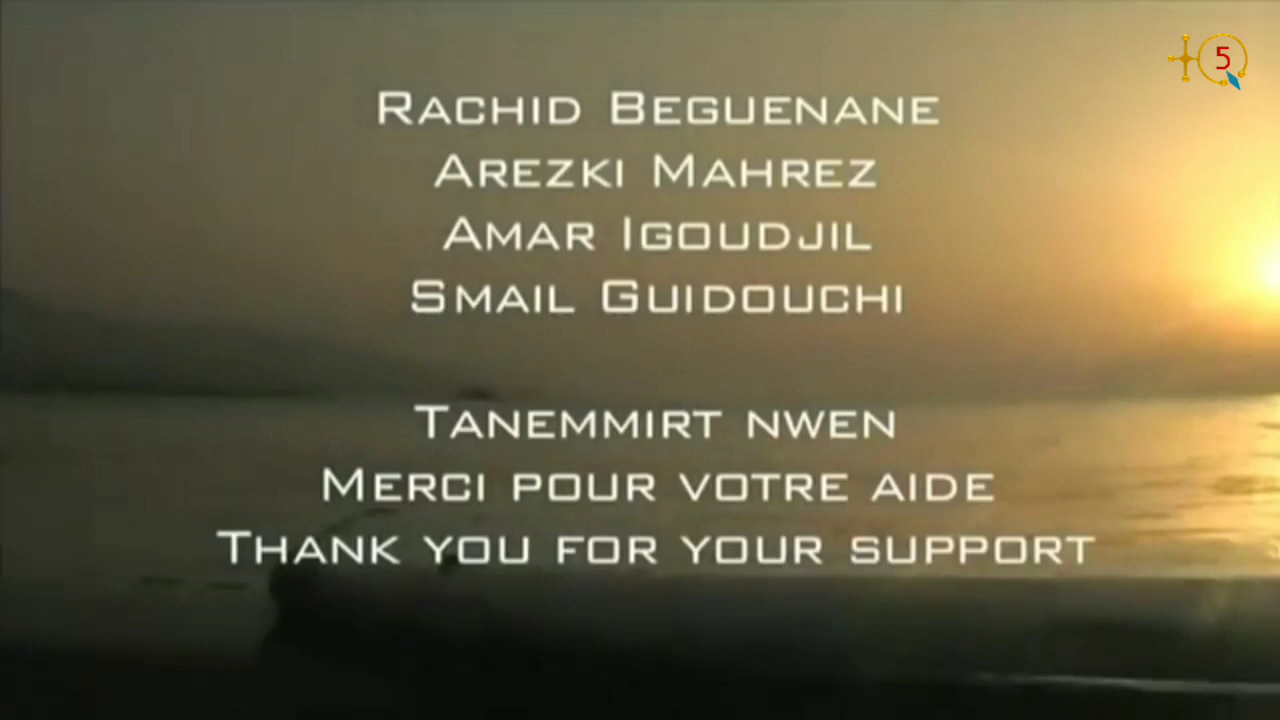 5
Rachid Beguenane
Arezki Mahrez
Amar Igoudjil
Smail Guidouchi
Tanemmirt nwen
Merci pour votre aide
Thank you for your support